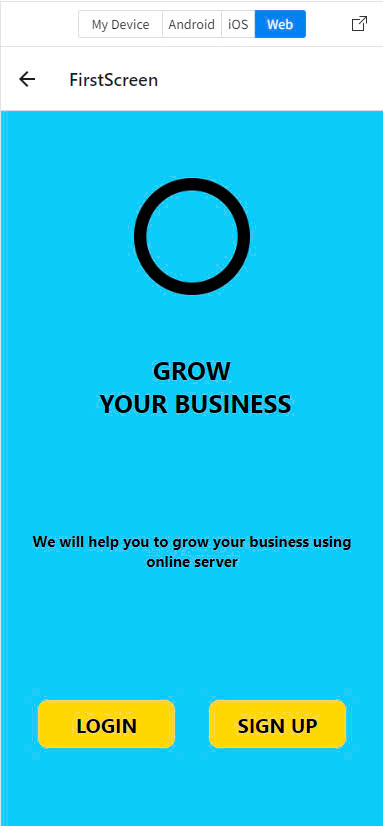 My Device Android iOS Web
FirstScreen
GROW
YOUR BUSINESS
We will help you to grow your business using
online server
LOGIN SIGN UP